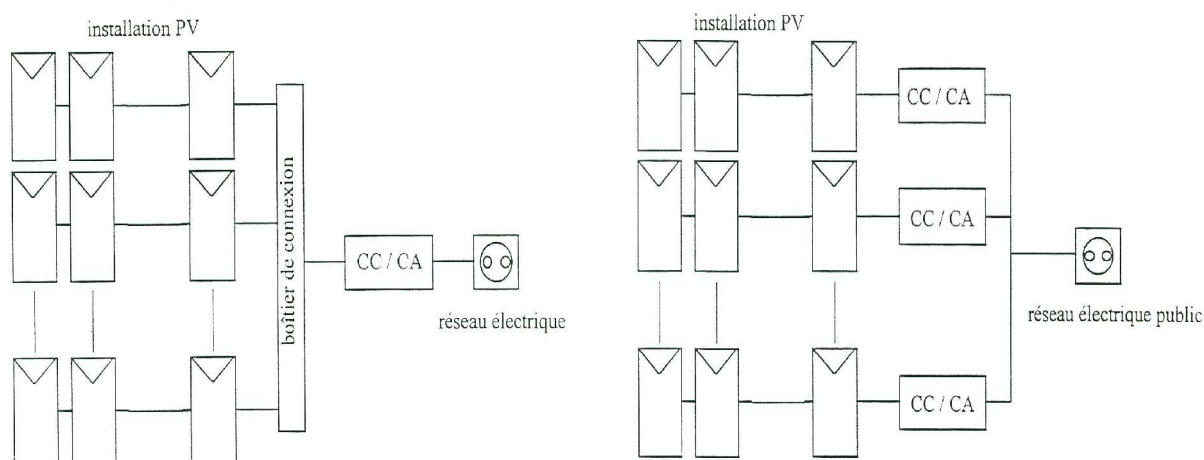 installation PV
boîtier de connexion
CC / CA
réseau électrique
installation PV
CC / CA
CC / CA
CC / CA
réseau électrique public